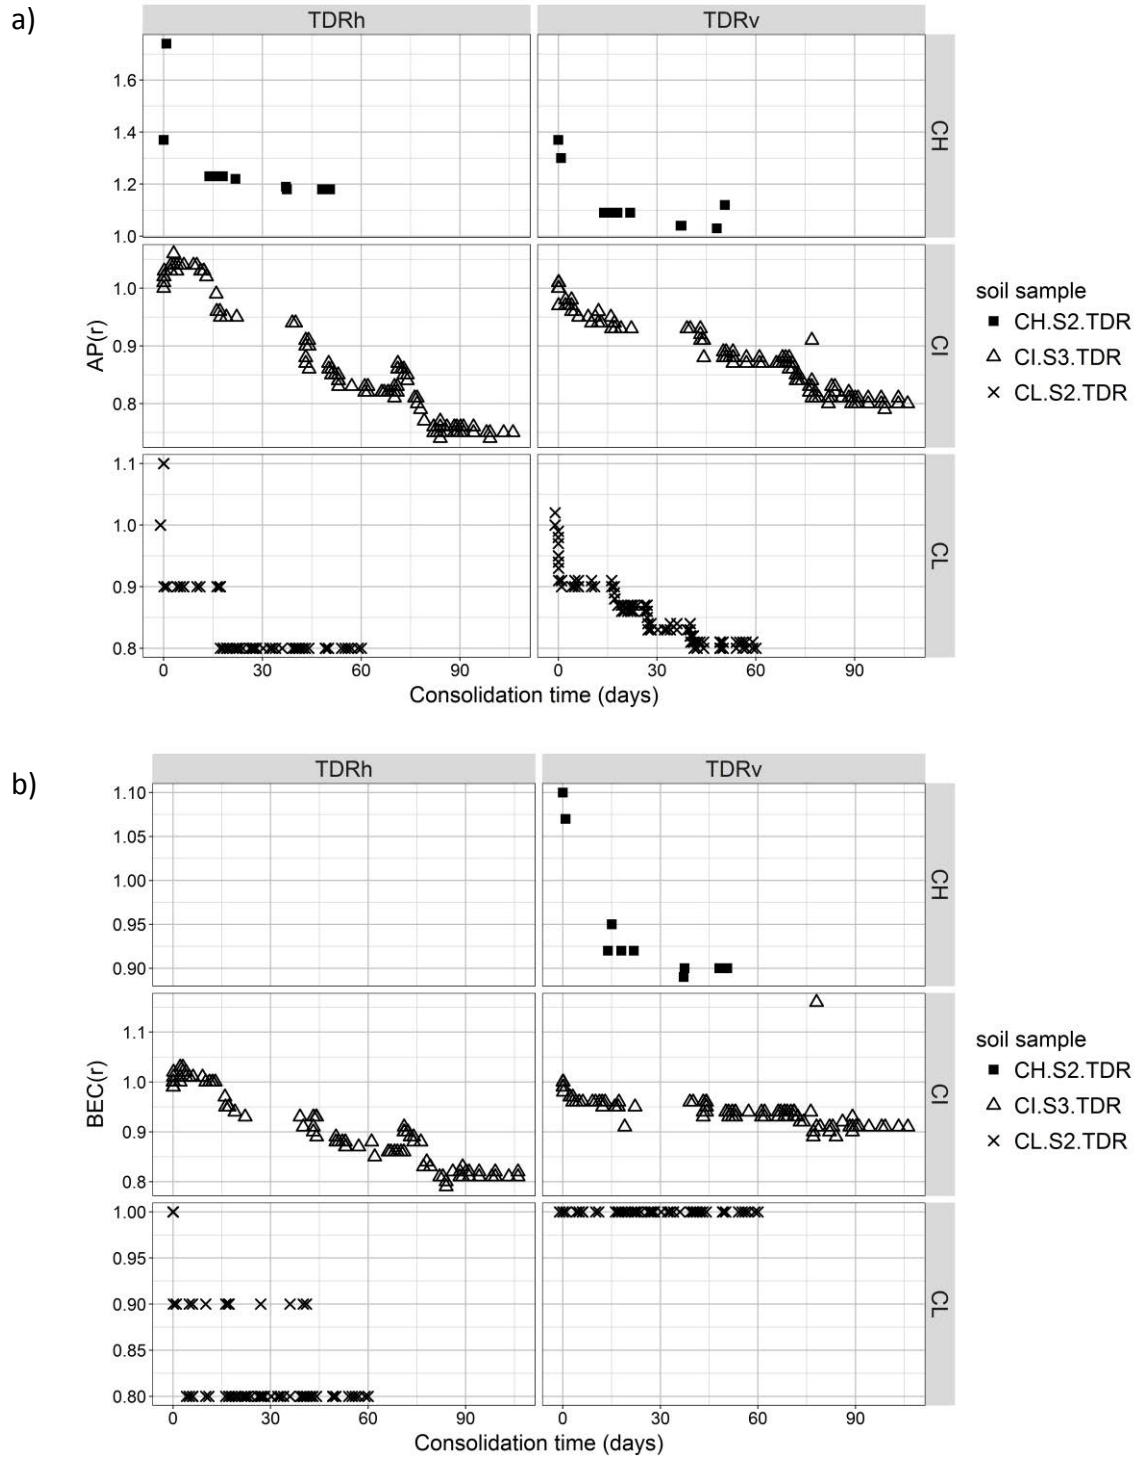 a)
TDRh TDRv
1.6
1.4
1.2
1.0
CH
AP(r)
1.0
0.9
0.8
CI
1.1
1.0
0.9
0.8
CL
0 30 60 90 0 30 60 90
Consolidation time (days)
soil sample
CH.S2.TDR
CI.S3.TDR
CL.S2.TDR
b)
TDRh TDRv
1.10
1.05
1.00
0.95
0.90
CH
BEC(r)
1.1
1.0
0.9
0.8
CI
1.00
0.95
0.90
0.85
0.80
CL
0 30 60 90 0 30 60 90
Consolidation time (days)
soil sample
CH.S2.TDR
CI.S3.TDR
CL.S2.TDR